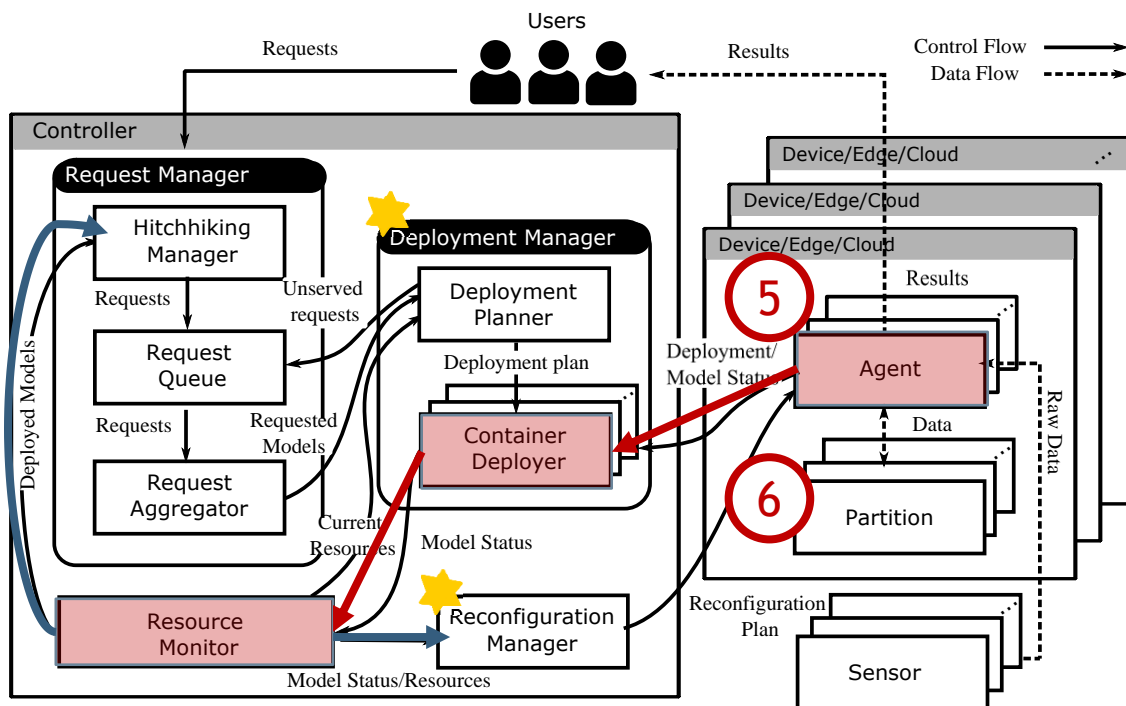 Users
Requests
Results
Control Flow
Data Flow
Controller
Request Manager
Hitchhiking
Manager
Requests
Request
Queue
Requests
Request
Aggregator
Deployed Models
Unserved
requests
Requested
Models
Current
Resources
Deployment Manager
Deployment
Planner
Deployment plan
Container
Deployer
Model Status
Resource
Monitor
Reconfiguration
Manager
Model Status/Resources
Deployment/
Model Status
Reconfiguration
Plan
Device/Edge/Cloud
...
Device/Edge/Cloud
Device/Edge/Cloud
5
Results
...
Agent
Data
...
6
Partition
Raw Data
...
Sensor
...